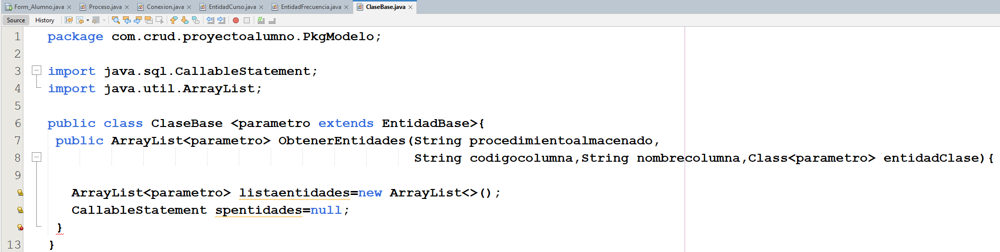 Form_Alumno.java Proceso.java Conexion.java EntidadCurso.java EntidadFrecuencia.java ClaseBase.java
Source History
1 package com.crud.proyectoalumno.PkgModelo;
2
3 import java.sql.CallableStatement;
4 import java.util.ArrayList;
5
6 public class ClaseBase <parametro extends EntidadBase>{
7 public ArrayList<parametro> ObtenerEntidades(String procedimientoalmacenado,
8 String codigocolumna,String nombrecolumna,Class<parametro> entidadClase){
9
ArrayList<parametro> listaentidades=new ArrayList<>();
CallableStatement spentidades=null;
}
13 }